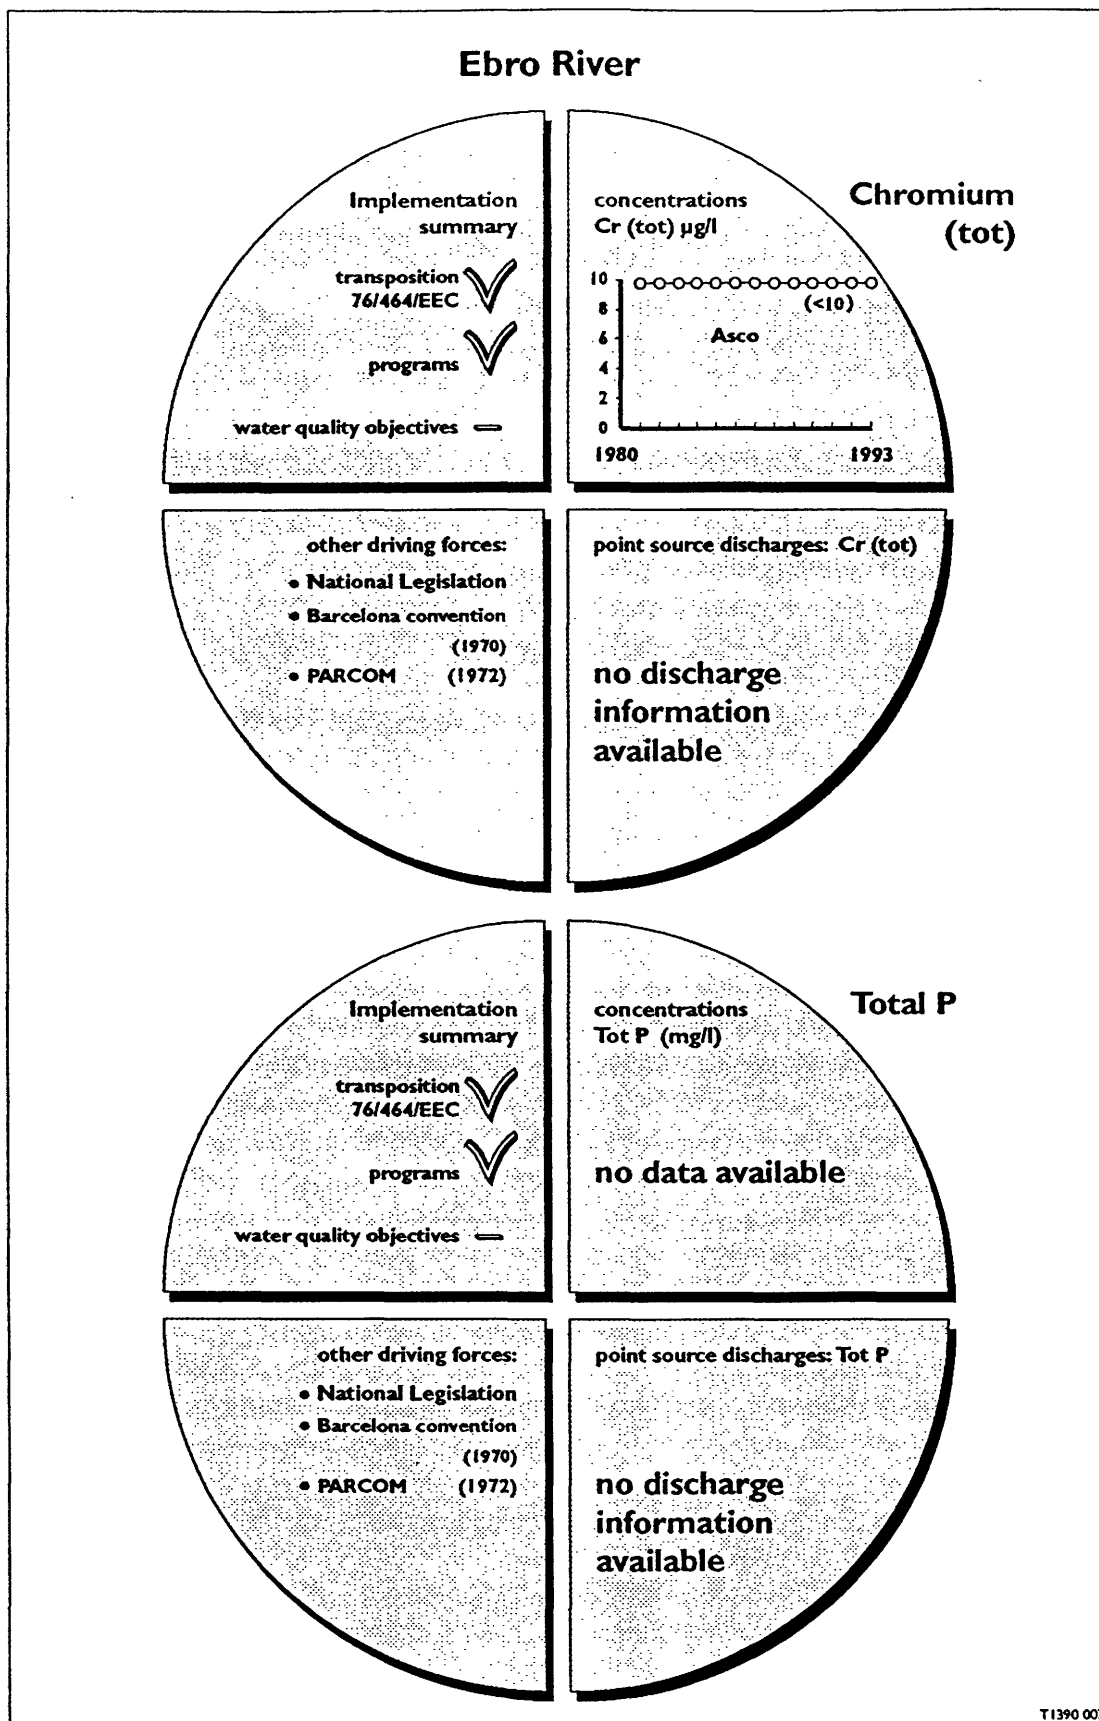 Ebro River
Implementation
summary
transposition
76/464/EEC
programs
water quality objectives
concentrations
Cr (tot) µg/l
10
8
6
4
2
0
(<10)
Asco
1980
1993
Chromium
(tot)
other driving forces:
• National Legislation
• Barcelona convention
(1970)
• PARCOM (1972)
point source discharges: Cr (tot)
no discharge
information
available
Implementation
summary
transposition
76/464/EEC
programs
water quality objectives
concentrations
Tot P (mg/l)
no data available
Total P
other driving forces:
• National Legislation
• Barcelona convention
(1970)
• PARCOM (1972)
point source discharges: Tot P
no discharge
information
available